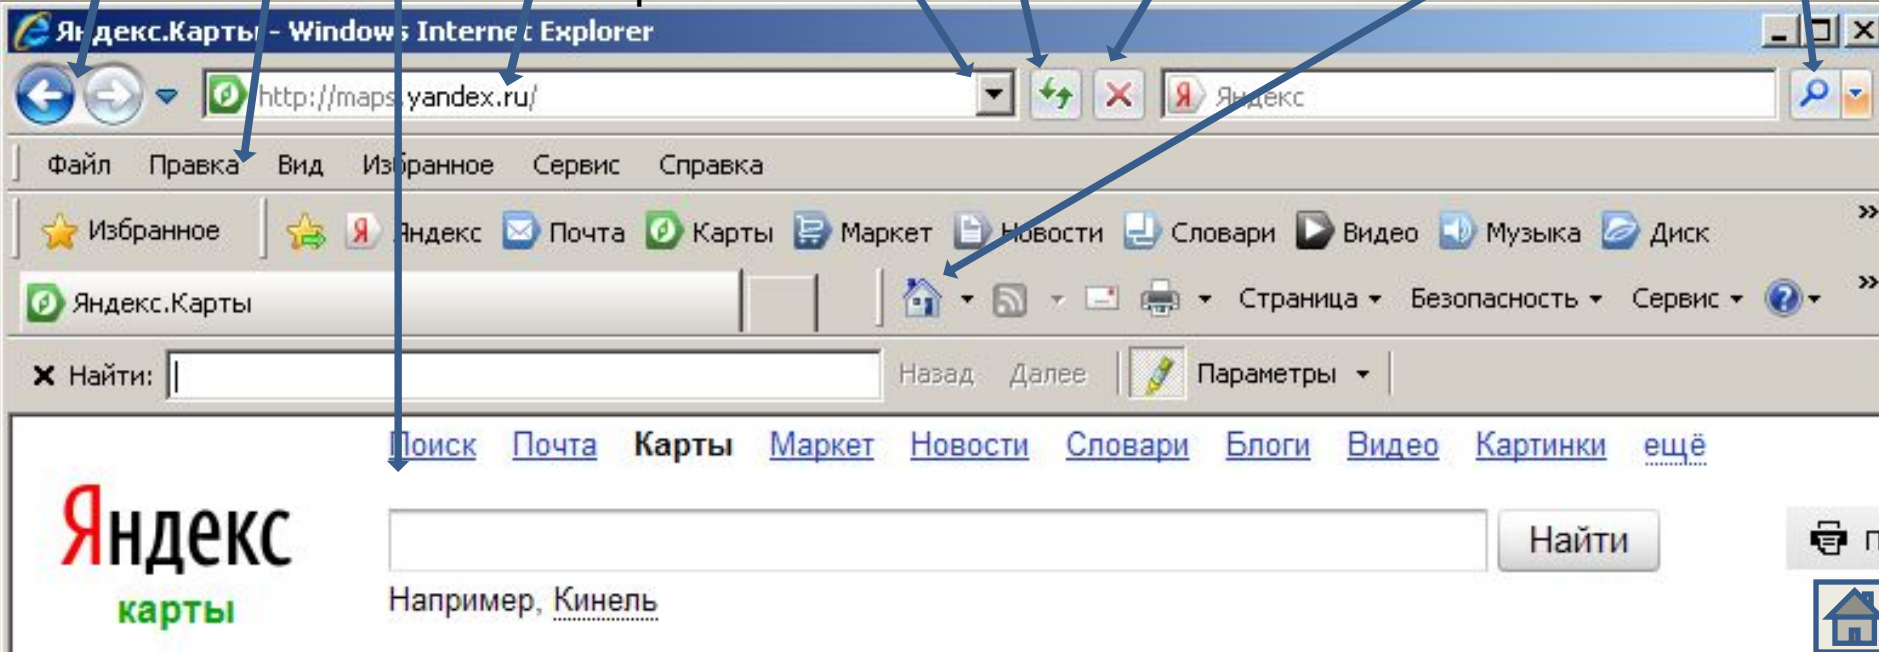 Яндекс.Карты - Windows Internet Explorer
http://maps.yandex.ru/
Яндекс
Файл Правка Вид Избранное Сервис Справка
Избранное Яндекс Почта Карты Маркет Новости Словари Видео Музыка Диск »
Яндекс.Карты Страница Безопасность Сервис »
Найти: Назад Далее Параметры
Поиск Почта Карты Маркет Новости Словари Блоги Видео Картинки ещё
Яндекс
карты
Найти
Например, Кинель